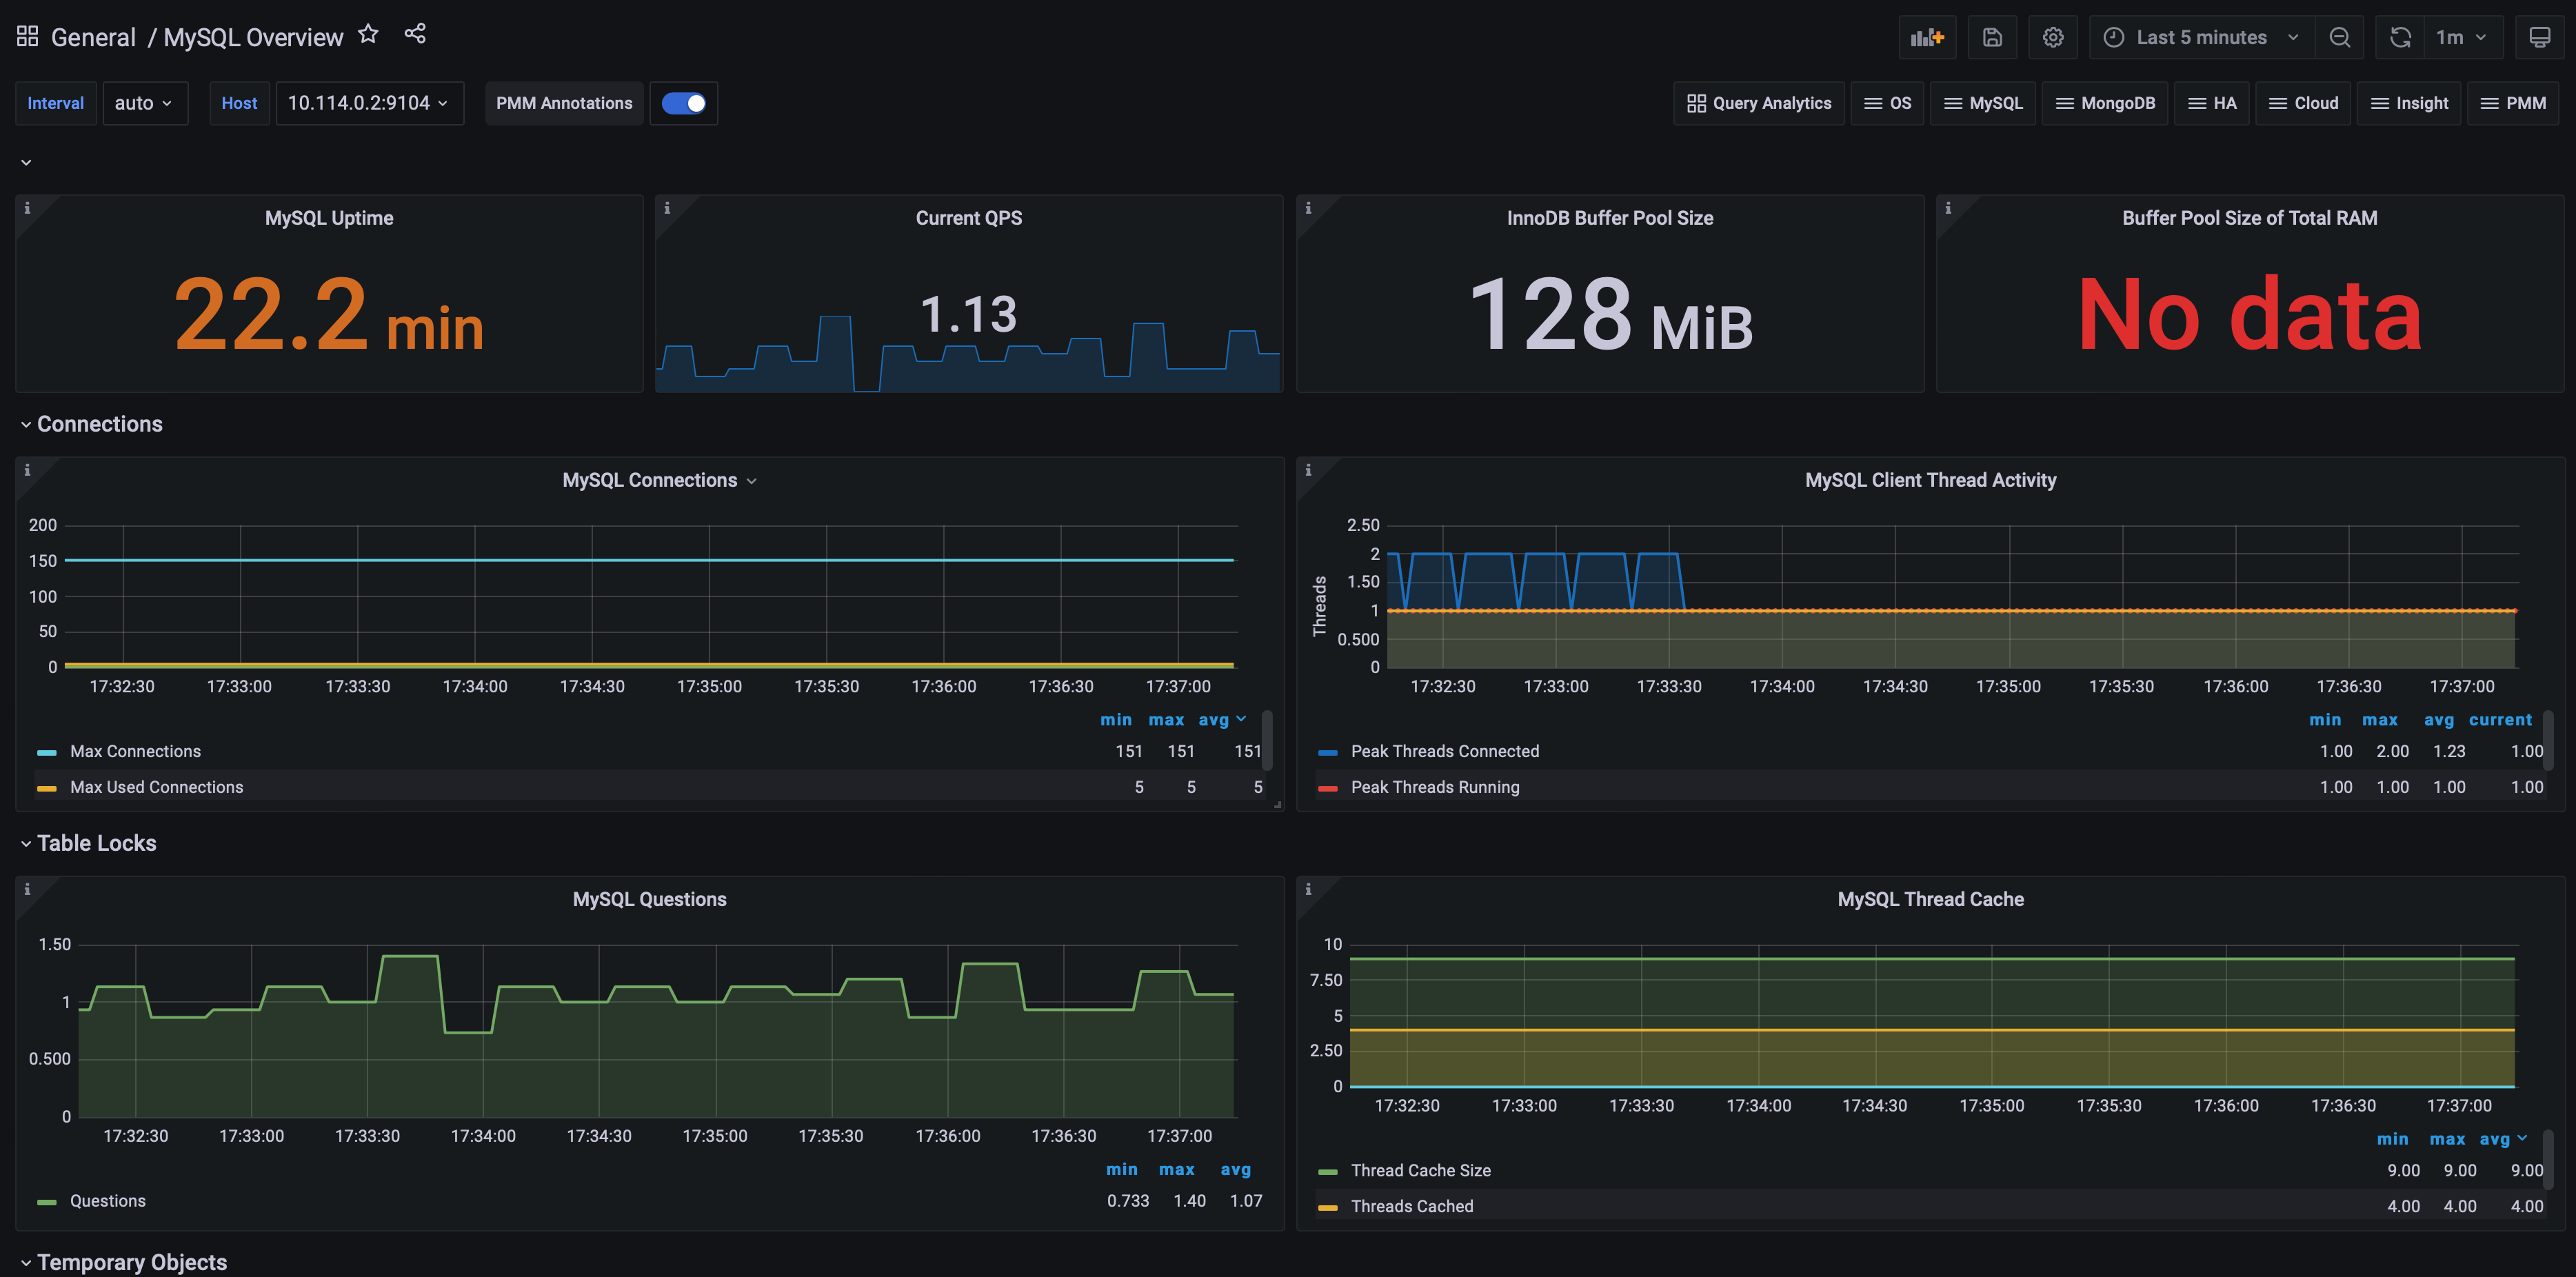 General / MySQL Overview
Last 5 minutes
1m
Interval auto Host 10.114.0.2:9104 PMM Annotations
Query Analytics OS MySQL MongoDB HA Cloud Insight PMM
MySQL Uptime
22.2 min
Current QPS
1.13
InnoDB Buffer Pool Size
128 MiB
Buffer Pool Size of Total RAM
No data
Connections
MySQL Connections
200
150
100
50
0
17:32:30 17:33:00 17:33:30 17:34:00 17:34:30 17:35:00 17:35:30 17:36:00 17:36:30 17:37:00
min max avg
Max Connections 151 151 151
Max Used Connections 5 5 5
MySQL Client Thread Activity
Threads
2.50
2
1.50
1
0.500
0
17:32:30 17:33:00 17:33:30 17:34:00 17:34:30 17:35:00 17:35:30 17:36:00 17:36:30 17:37:00
min max avg current
Peak Threads Connected 1.00 2.00 1.23 1.00
Peak Threads Running 1.00 1.00 1.00 1.00
Table Locks
MySQL Questions
1.50
1
0.500
0
17:32:30 17:33:00 17:33:30 17:34:00 17:34:30 17:35:00 17:35:30 17:36:00 17:36:30 17:37:00
min max avg
Questions 0.733 1.40 1.07
MySQL Thread Cache
10
7.50
5
2.50
0
17:32:30 17:33:00 17:33:30 17:34:00 17:34:30 17:35:00 17:35:30 17:36:00 17:36:30 17:37:00
min max avg
Thread Cache Size 9.00 9.00 9.00
Threads Cached 4.00 4.00 4.00
Temporary Objects